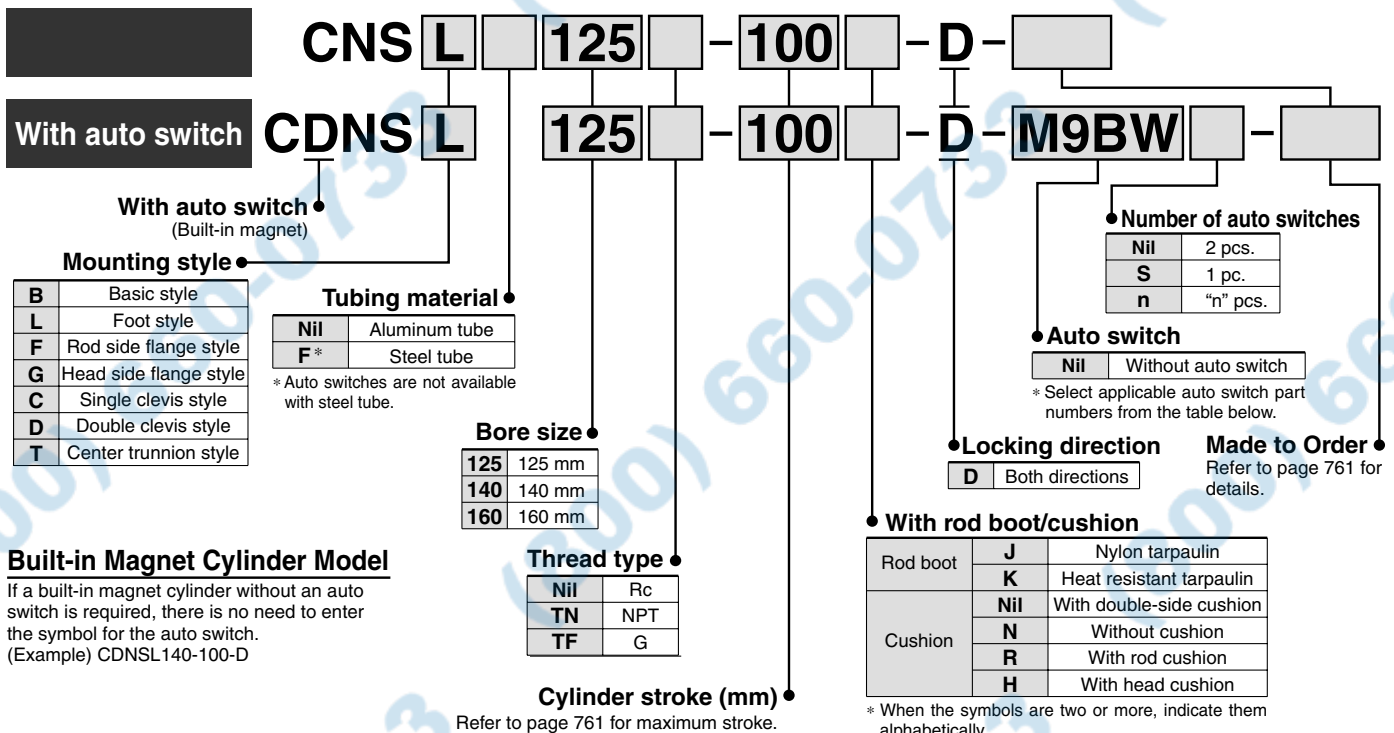 CNS L 125 - 100 - D -
With auto switch CDNS L 125 - 100 - D - M9BW -
With auto switch
(Built-in magnet)
Mounting style
B Basic style
L Foot style
F Rod side flange style
G Head side flange style
C Single clevis style
D Double clevis style
T Center trunnion style
Tubing material
Nil Aluminum tube
F* Steel tube
* Auto switches are not available
with steel tube.
Bore size
125 125 mm
140 140 mm
160 160 mm
Built-in Magnet Cylinder Model
If a built-in magnet cylinder without an auto
switch is required, there is no need to enter
the symbol for the auto switch.
(Example) CDNSL140-100-D
Thread type
Nil Rc
TN NPT
TF G
Cylinder stroke (mm)
Refer to page 761 for maximum stroke.
Number of auto switches
Nil 2 pcs.
S 1 pc.
n "n" pcs.
Auto switch
Nil Without auto switch
* Select applicable auto switch part
numbers from the table below.
Locking direction
D Both directions
Made to Order
Refer to page 761 for
details.
With rod boot/cushion
Rod boot J Nylon tarpaulin
K Heat resistant tarpaulin
Cushion Nil With double-side cushion
N Without cushion
R With rod cushion
H With head cushion
* When the symbols are two or more, indicate them
alphabetically.
(800) 660-0733